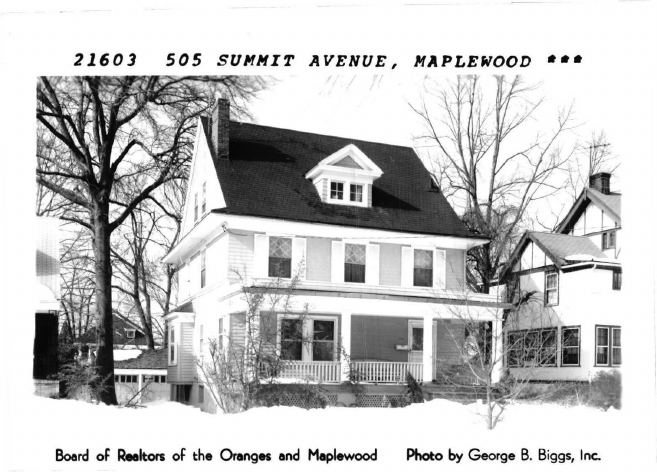 21603 505 SUMMIT AVENUE, MAPLEWOOD ***
Board of Realtors of the Oranges and Maplewood Photo by George B. Biggs, Inc.